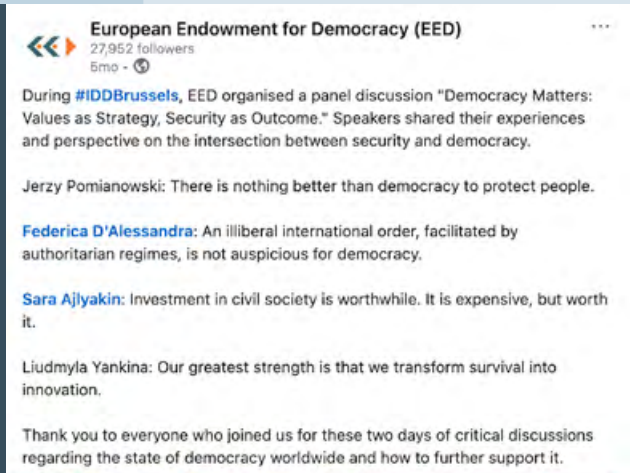 European Endowment for Democracy (EED)
27,952 followers
5mo •
During #IDDBrussels, EED organised a panel discussion "Democracy Matters:
Values as Strategy, Security as Outcome." Speakers shared their experiences
and perspective on the intersection between security and democracy.
Jerzy Pomianowski: There is nothing better than democracy to protect people.
Federica D'Alessandra: An illiberal international order, facilitated by
authoritarian regimes, is not auspicious for democracy.
Sara Ajlyakin: Investment in civil society is worthwhile. It is expensive, but worth
it.
Liudmyla Yankina: Our greatest strength is that we transform survival into
innovation.
Thank you to everyone who joined us for these two days of critical discussions
regarding the state of democracy worldwide and how to further support it.